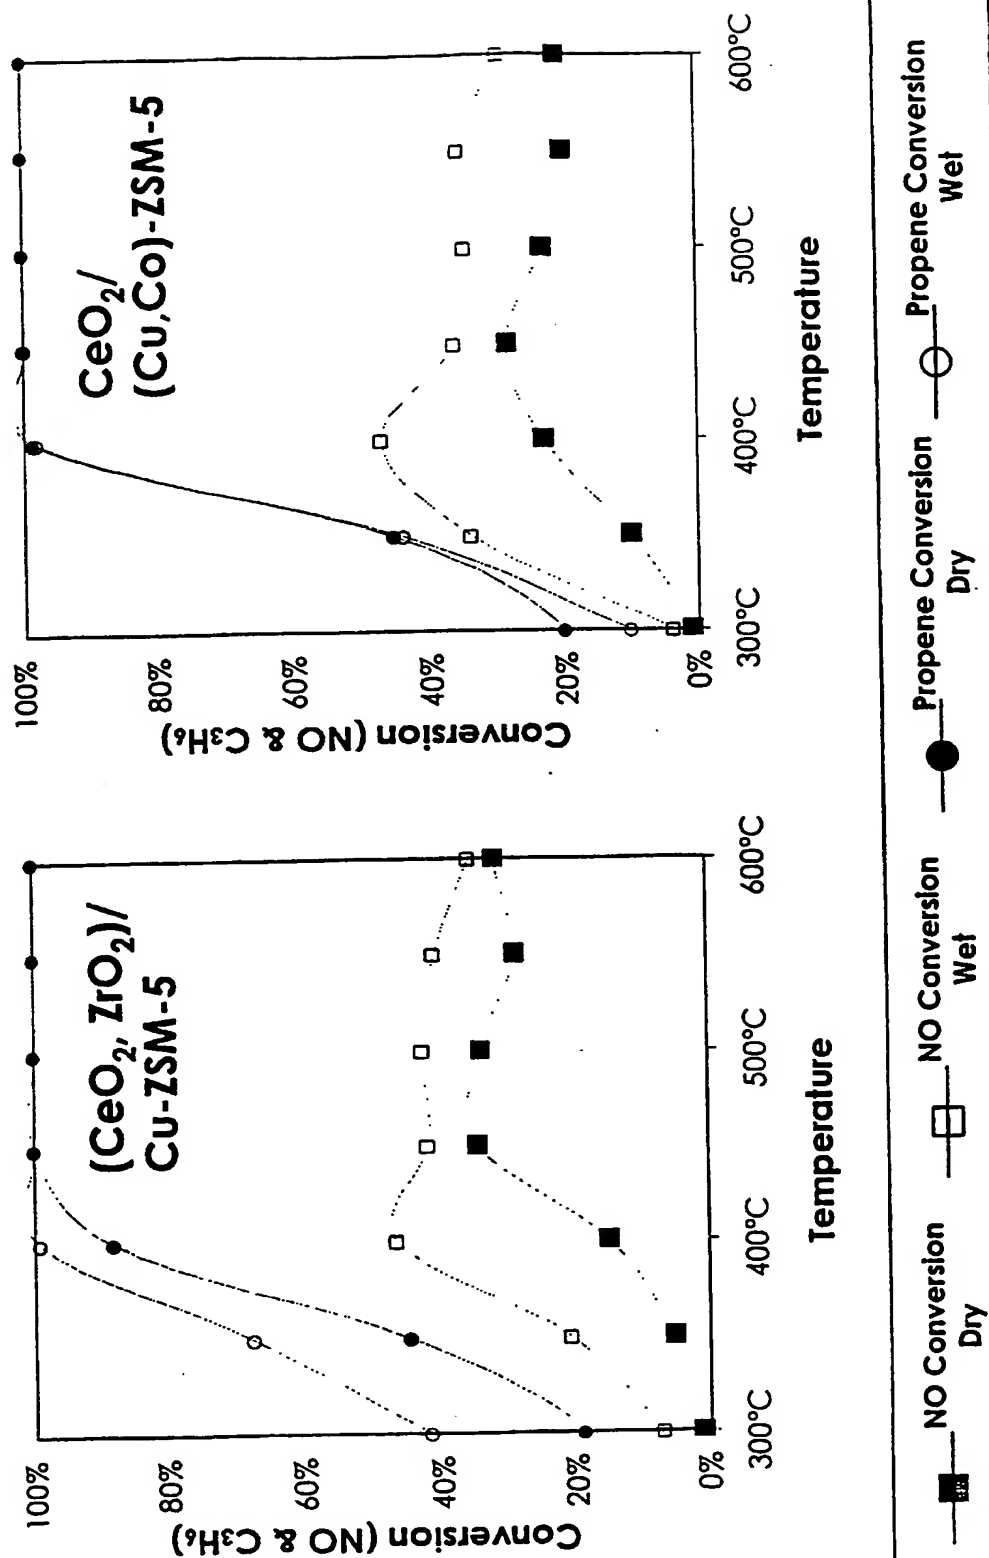 (CeO2, ZrO2)/
Cu-ZSM-5
Conversion (NO & C3H6)
100%
80%
60%
40%
20%
0%
300°C
400°C
500°C
600°C
Temperature
CeO2/
(Cu,Co)-ZSM-5
Conversion (NO & C3H6)
100%
80%
60%
40%
20%
0%
300°C
400°C
500°C
600°C
Temperature
NO Conversion
Dry
NO Conversion
Wet
Propene Conversion
Dry
Propene Conversion
Wet